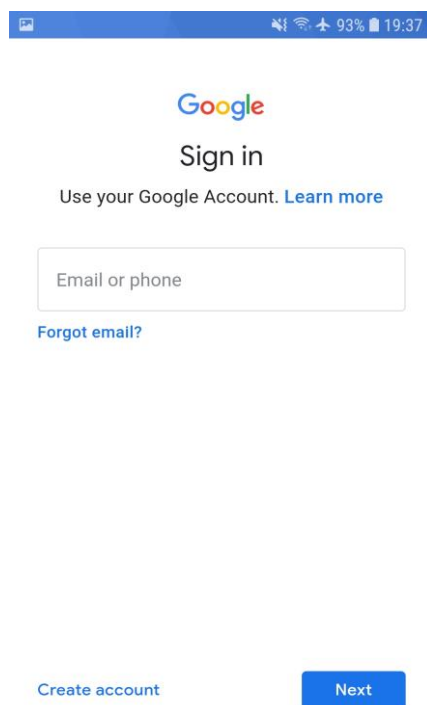 93% 19:37
Google
Sign in
Use your Google Account. Learn more
Email or phone
Forgot email?
Create account
Next